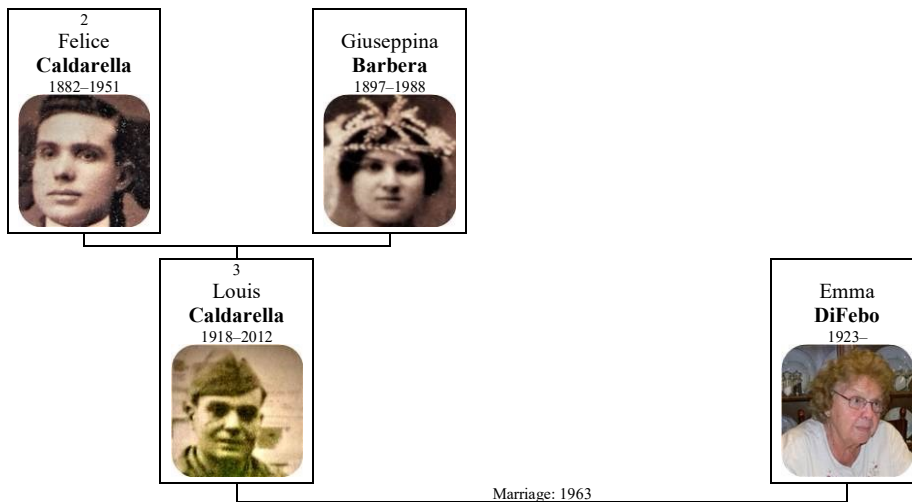 2
Felice
Caldarella
1882–1951
Giuseppina
Barbera
1897–1988
3
Louis
Caldarella
1918–2012
Emma
DiFebo
1923–
Marriage: 1963